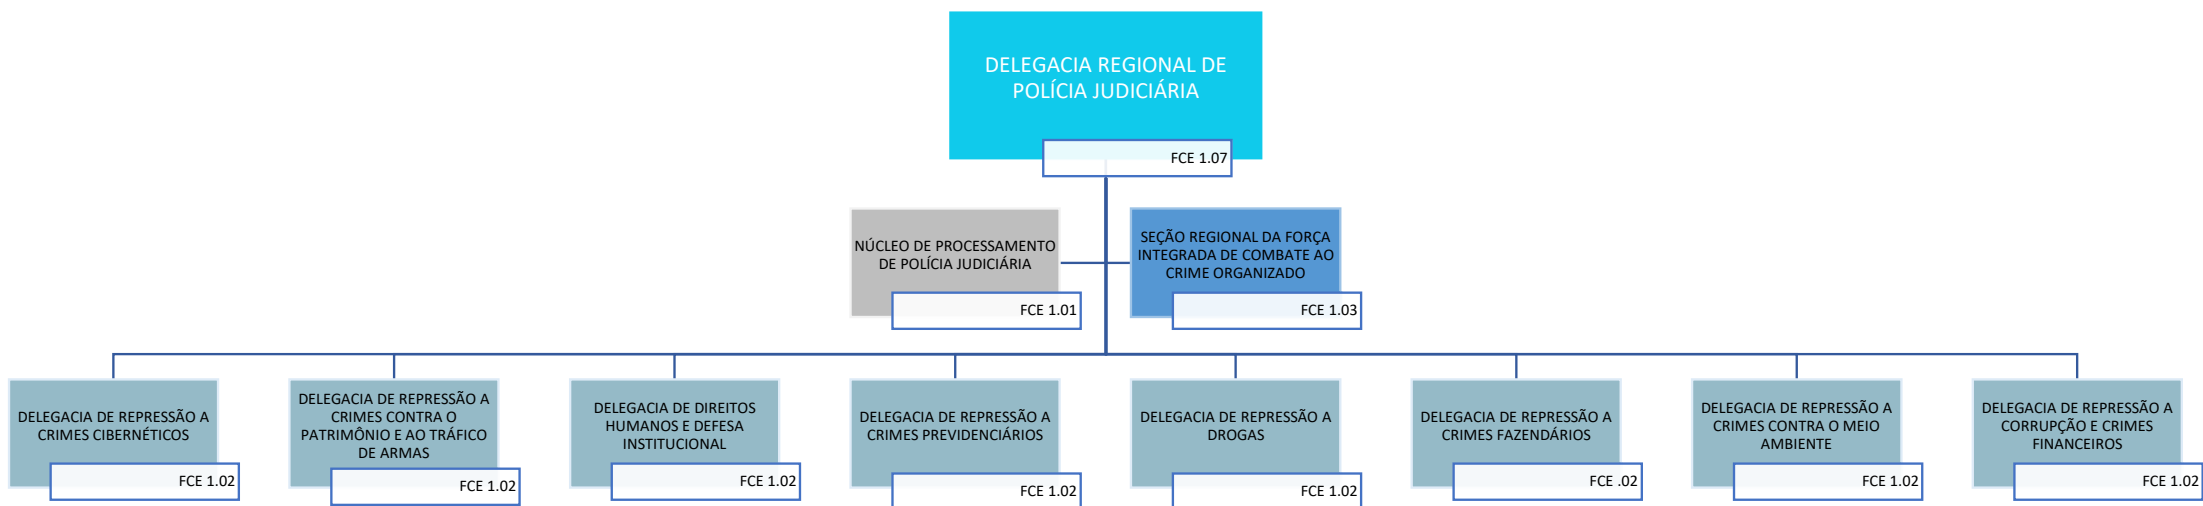 DELEGACIA REGIONAL DE
POLÍCIA JUDICIÁRIA
FCE 1.07
NÚCLEO DE PROCESSAMENTO
DE POLÍCIA JUDICIÁRIA
FCE 1.01
SEÇÃO REGIONAL DA FORÇA
INTEGRADA DE COMBATE AO
CRIME ORGANIZADO
FCE 1.03
DELEGACIA DE REPRESSÃO A
CRIMES CIBERNÉTICOS
FCE 1.02
DELEGACIA DE REPRESSÃO A
CRIMES CONTRA O
PATRIMÔNIO E AO TRÁFICO
DE ARMAS
FCE 1.02
DELEGACIA DE DIREITOS
HUMANOS E DEFESA
INSTITUCIONAL
FCE 1.02
DELEGACIA DE REPRESSÃO A
CRIMES PREVIDENCIÁRIOS
FCE 1.02
DELEGACIA DE REPRESSÃO A
DROGAS
FCE 1.02
DELEGACIA DE REPRESSÃO A
CRIMES FAZENDÁRIOS
FCE .02
DELEGACIA DE REPRESSÃO A
CRIMES CONTRA O MEIO
AMBIENTE
FCE 1.02
DELEGACIA DE REPRESSÃO A
CORRUPÇÃO E CRIMES
FINANCEIROS
FCE 1.02